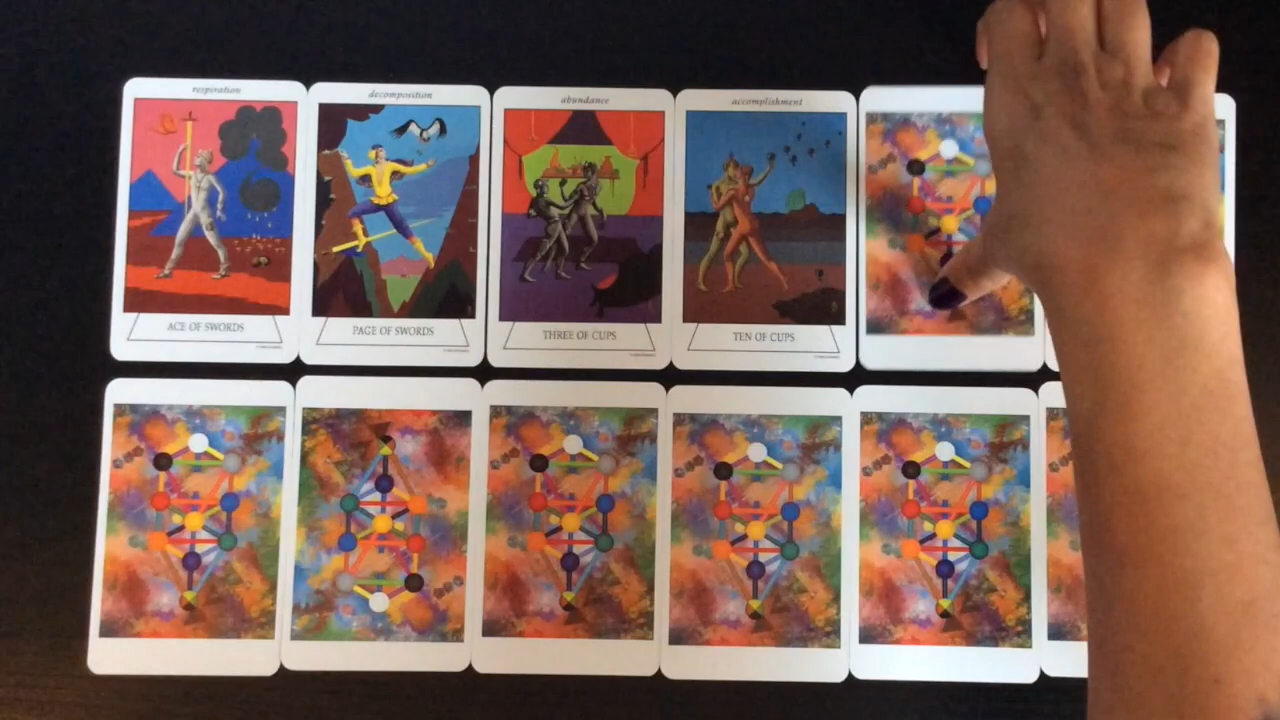 respiration
ACE OF SWORDS
decomposition
PAGE OF SWORDS
abundance
THREE OF CUPS
accomplishment
TEN OF CUPS